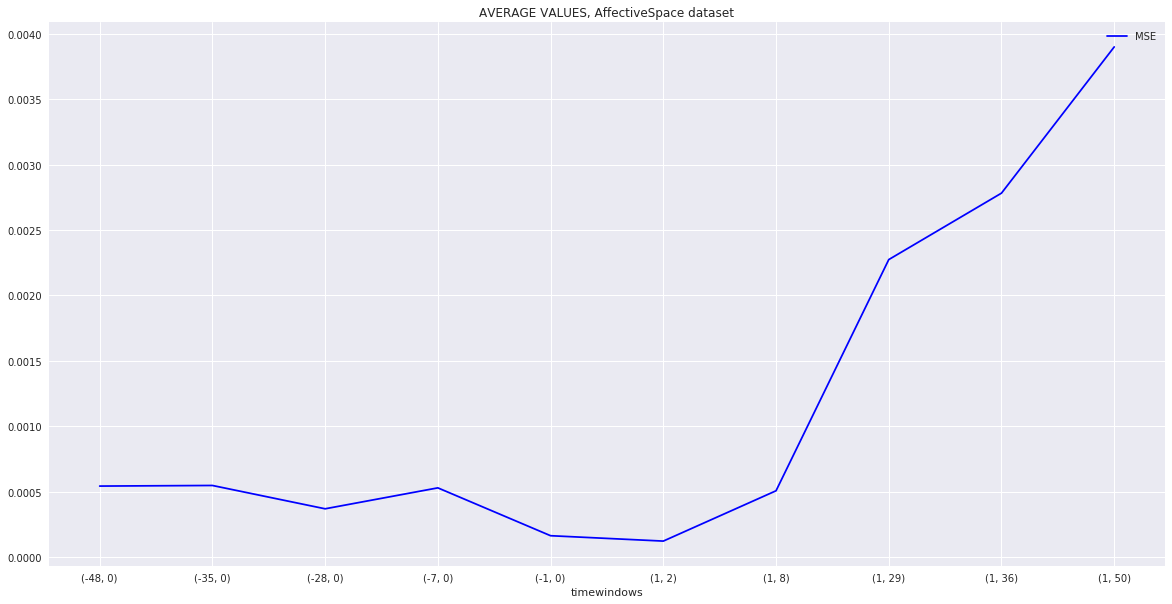 AVERAGE VALUES, AffectiveSpace dataset
MSE
0.0040
0.0035
0.0030
0.0025
0.0020
0.0015
0.0010
0.0005
0.0000
(-48, 0) (-35, 0) (-28, 0) (-7, 0) (-1, 0) (1, 2) (1, 8) (1, 29) (1, 36) (1, 50)
timewindows